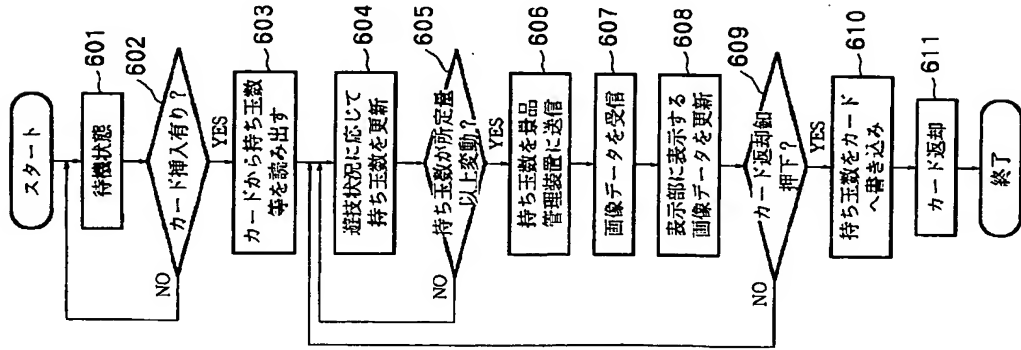 スタート
601
待機状態
602
カード挿入有り？
NO
YES
603
カードから持ち玉数
等を読み出す
604
遊技状況に応じて
持ち玉数を更新
605
持ち玉数が所定量
以上変動？
NO
YES
606
持ち玉数を景品
管理装置に送信
607
画像データを受信
608
表示部に表示する
画像データを更新
609
カード返却釦
押下？
NO
YES
610
持ち玉数をカード
へ書き込み
611
カード返却
終了